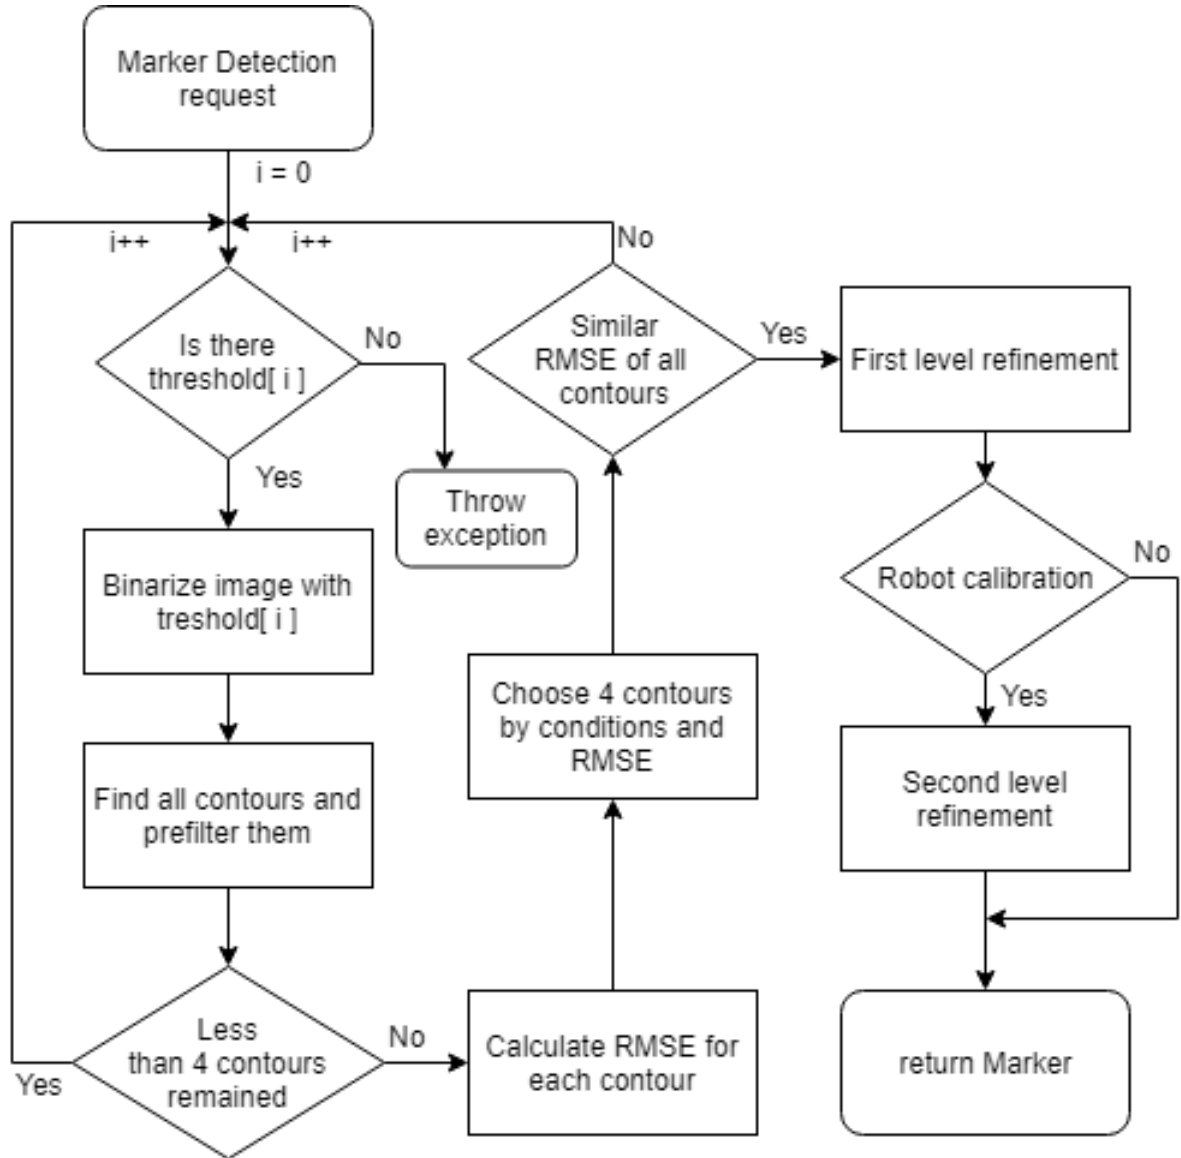 Marker Detection
request
i = 0
i++
i++
Is there
threshold[ i ]
No
Throw
exception
Yes
Binarize image with
treshold[ i ]
Find all contours and
prefilter them
Less
than 4 contours
remained
Yes
No
Calculate RMSE for
each contour
Choose 4 contours
by conditions and
RMSE
Similar
RMSE of all
contours
No
Yes
First level refinement
Robot calibration
No
Yes
Second level
refinement
return Marker